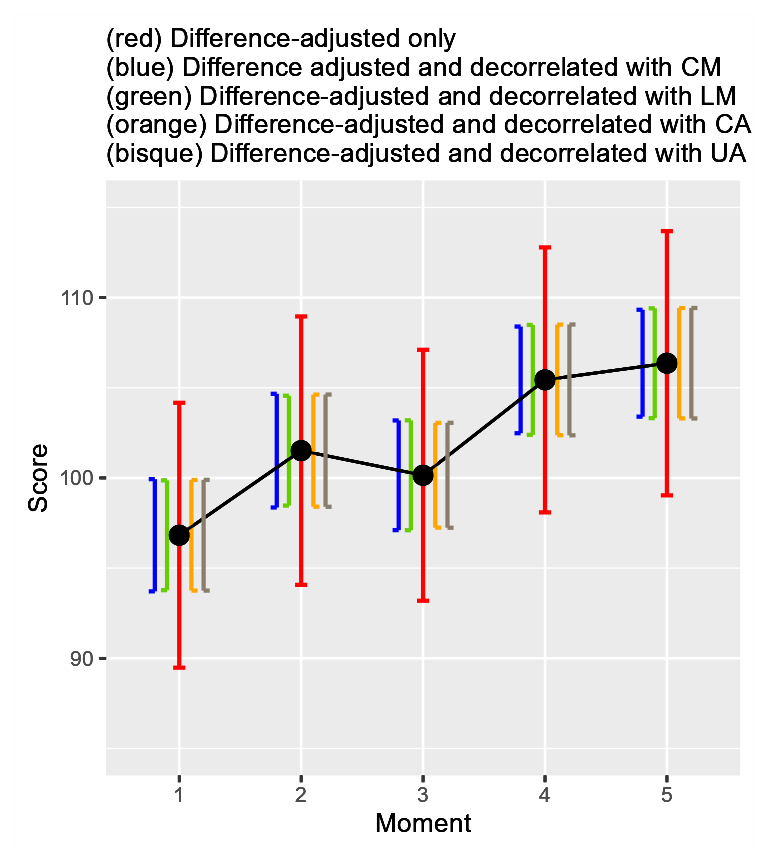 (red) Difference-adjusted only
(blue) Difference adjusted and decorrelated with CM
(green) Difference-adjusted and decorrelated with LM
(orange) Difference-adjusted and decorrelated with CA
(bisque) Difference-adjusted and decorrelated with UA
110
100
90
Score
1 2 3 4 5
Moment